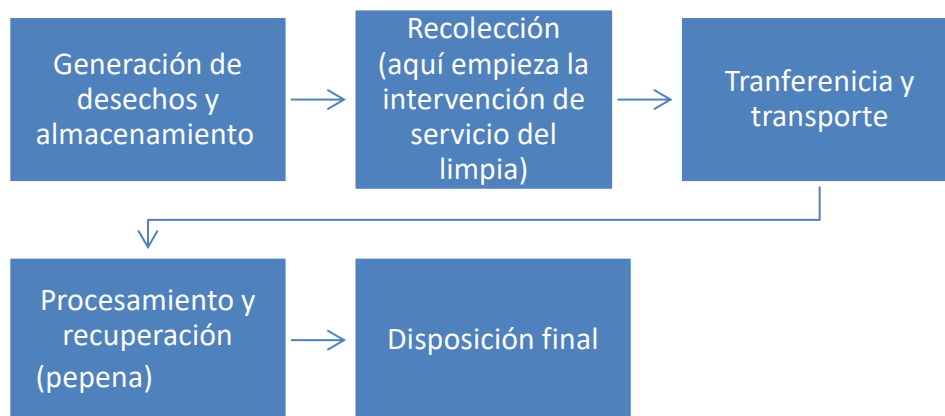 Generación de
desechos y
almacenamiento
Recolección
(aquí empieza la
intervención de
servicio del
limpia)
Tranferenicia y
transporte
Procesamiento y
recuperación
(pepena)
Disposición final